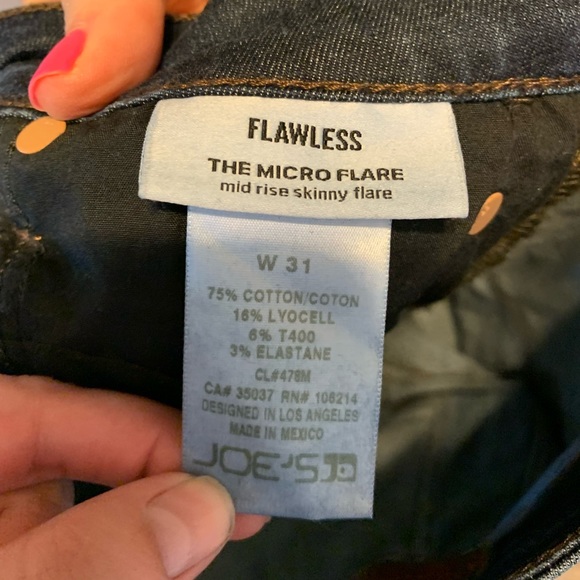 FLAWLESS
THE MICRO FLARE
mid rise skinny flare
W 31
75% COTTON/COTON
16% LYOCELL
6% T400
3% ELASTANE
CL#478M
CA# 35037 RN# 106214
DESIGNED IN LOS ANGELES
MADE IN MEXICO
JOE'S